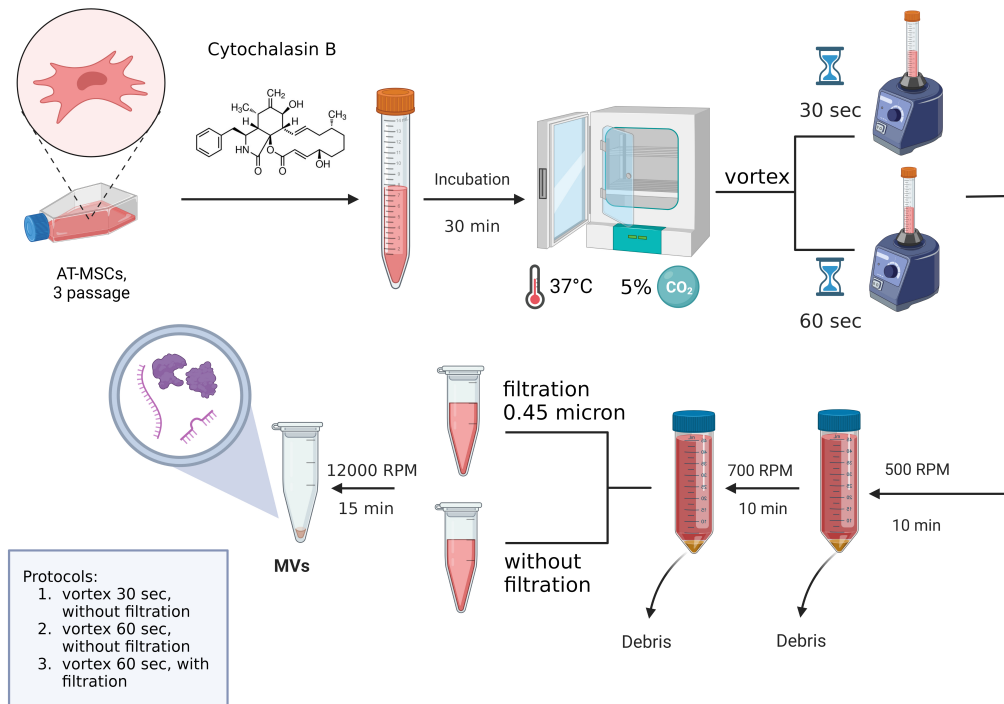 Cytochalasin B
CH₂
CH₃
OH
H
H
CH₃
HN
O
O
O
OH
AT-MSCs,
3 passage
Incubation
30 min
37°C
5%
CO₂
vortex
30 sec
60 sec
500 RPM
10 min
700 RPM
10 min
Debris
Debris
filtration
0.45 micron
without
filtration
12000 RPM
15 min
MVs
Protocols:
1. vortex 30 sec,
without filtration
2. vortex 60 sec,
without filtration
3. vortex 60 sec, with
filtration